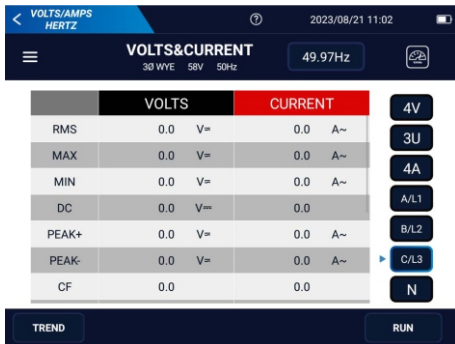 VOLTS/AMPS
HERTZ
2023/08/21 11:02
VOLTS&CURRENT
3Ø WYE 58V 50Hz
49.97Hz
VOLTS CURRENT
RMS 0.0 V≂ 0.0 A~
MAX 0.0 V≂ 0.0 A~
MIN 0.0 V≂ 0.0 A~
DC 0.0 V⎓ 0.0
PEAK+ 0.0 V≂ 0.0 A~
PEAK- 0.0 V≂ 0.0 A~
CF 0.0 0.0
4V
3U
4A
A/L1
B/L2
C/L3
N
TREND
RUN